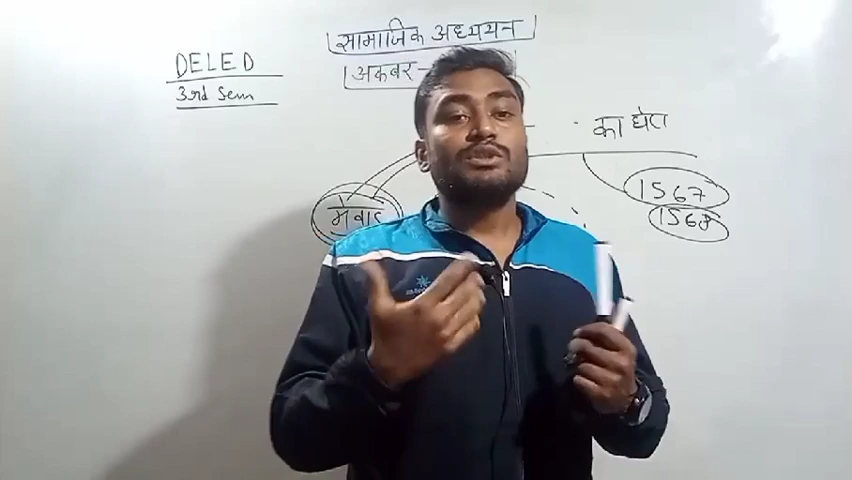 सामाजिक अध्ययन
DELED
अकबर
3rd Sem
का घेरा
1567
मेवाड़
1568